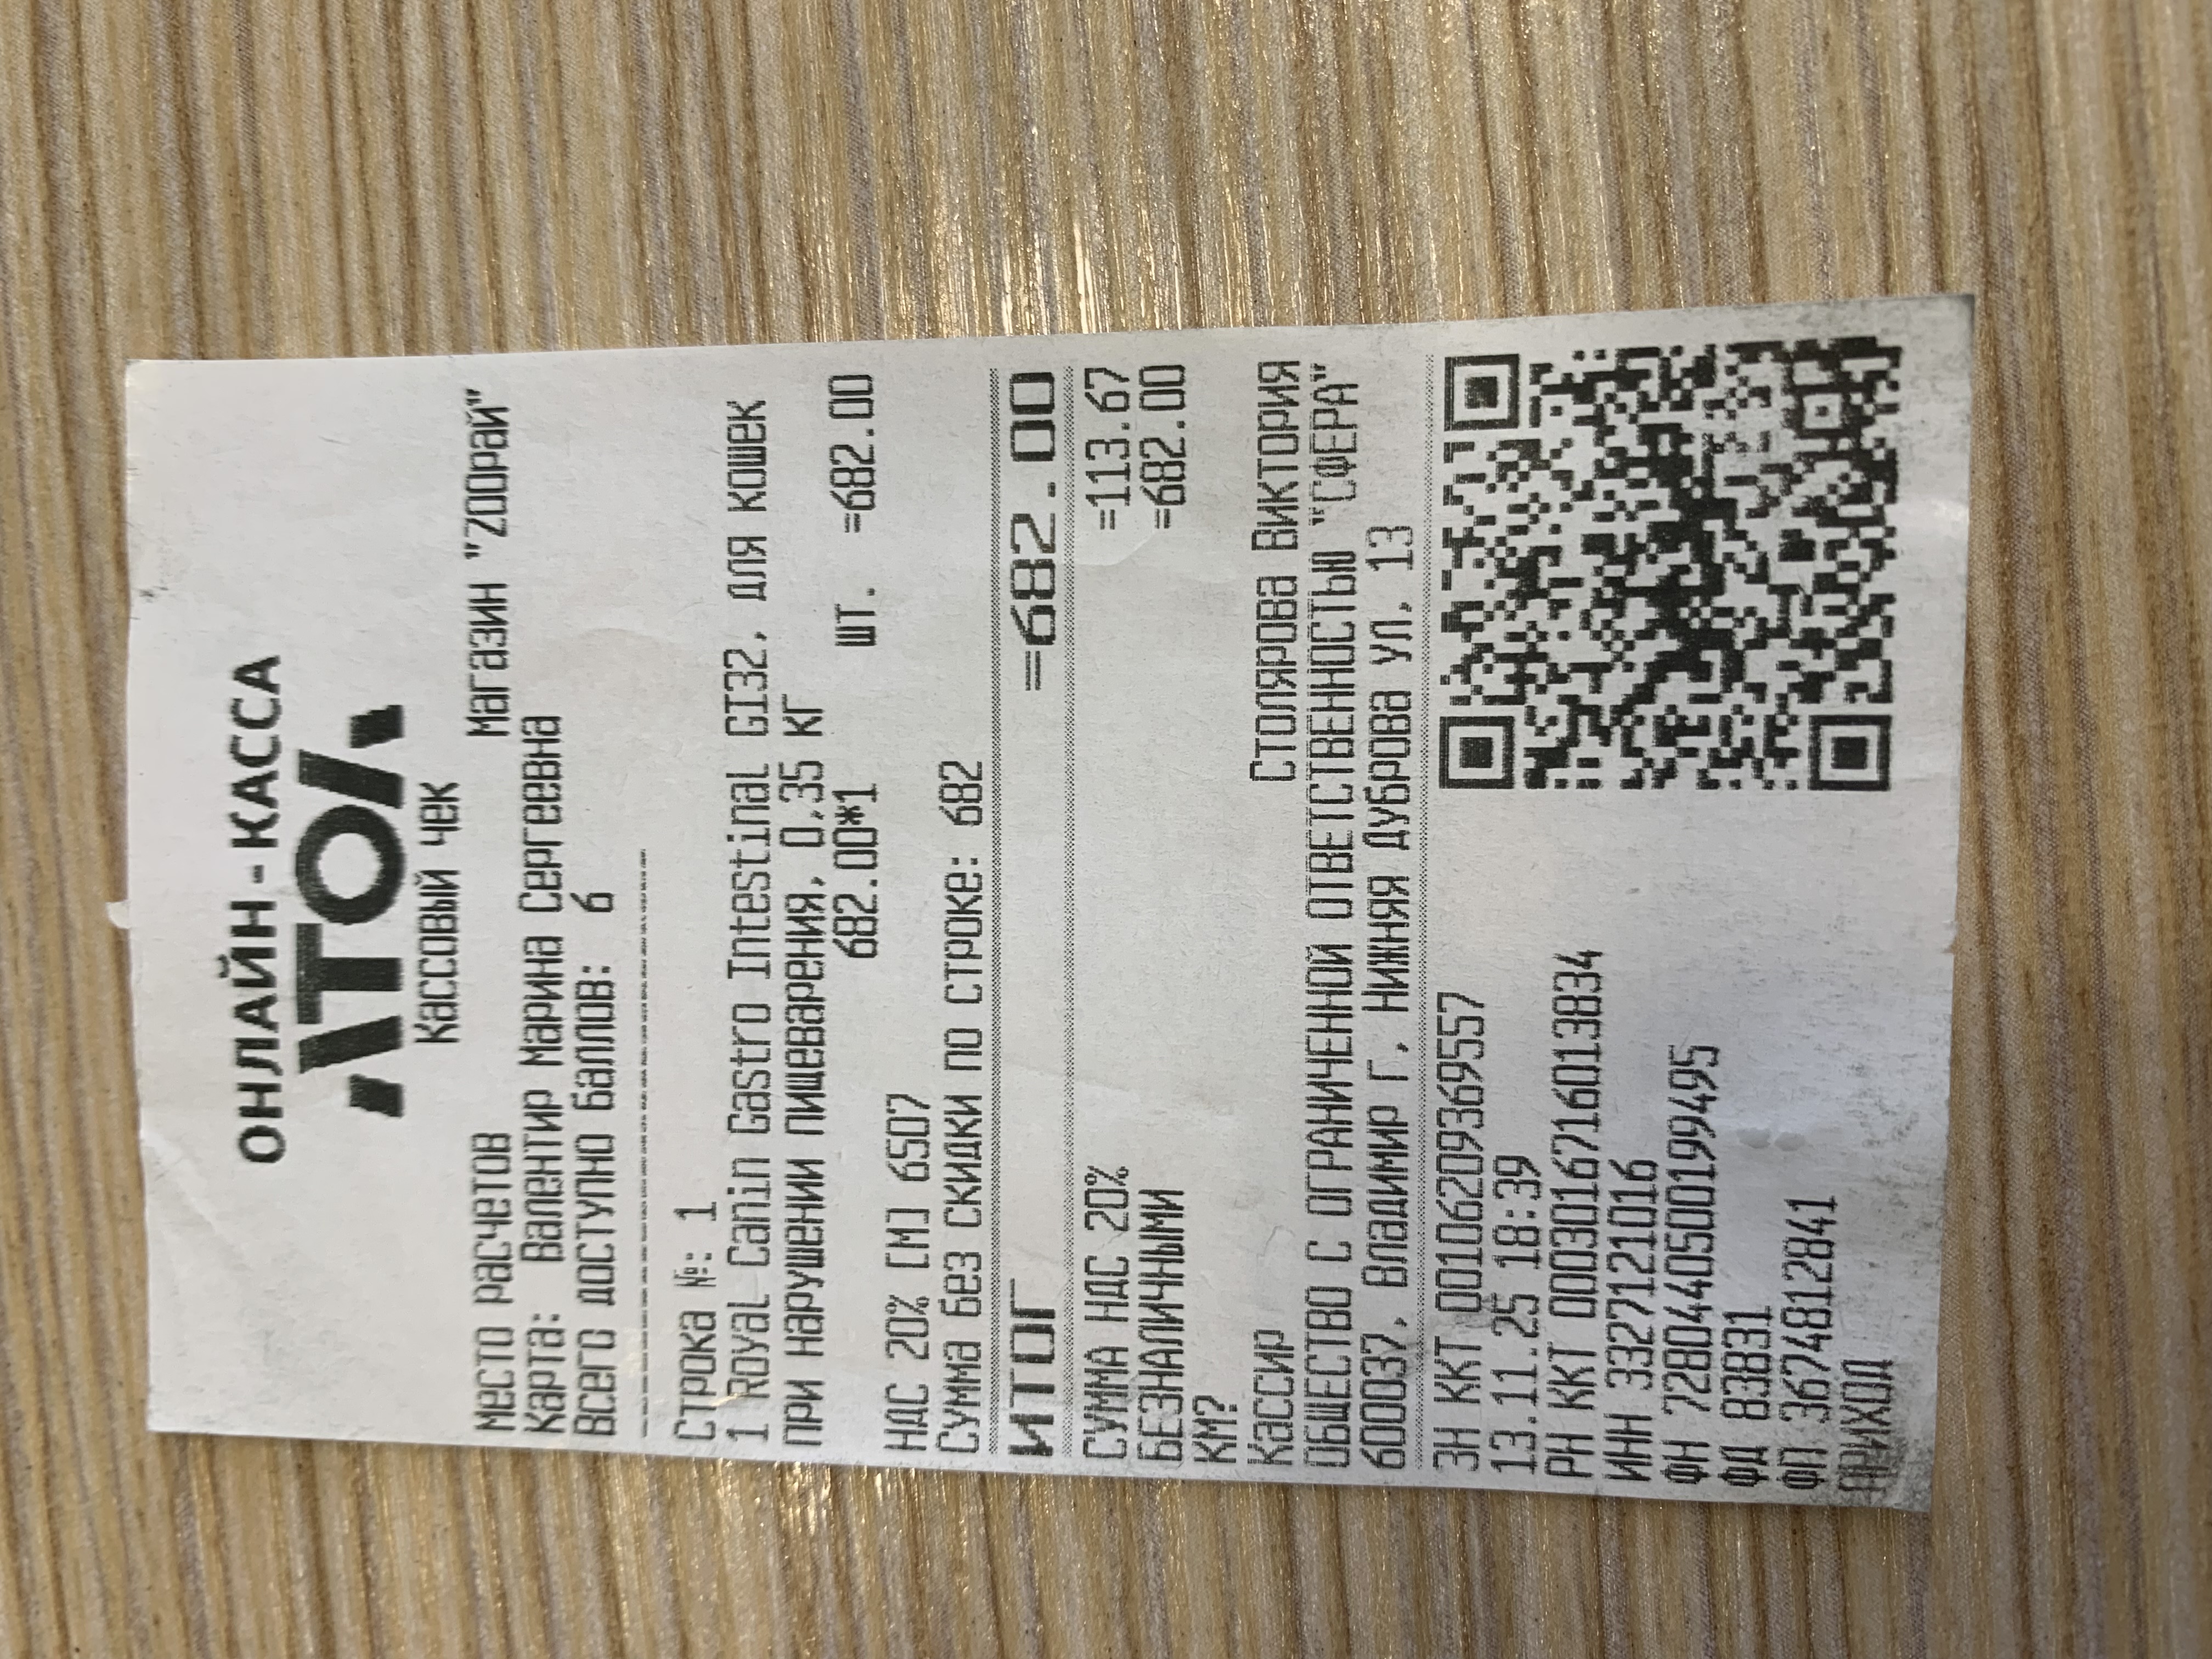 ОНЛАЙН-КАССА
АТОЛ
Кассовый чек
Место расчетов Магазин "ZooРай"
Карта: Валентир Марина Сергеевна
Всего доступно баллов: 6
Строка №: 1
1 Royal Canin Gastro Intestinal GI32, для кошек
при нарушении пищеварения, 0,35 кг
682.00*1 шт. =682.00
НДС 20% [М] 6507
Сумма без скидки по строке: 682
ИТОГ =682.00
СУММА НДС 20% =113.67
БЕЗНАЛИЧНЫМИ =682.00
КМ?
Кассир Столярова Виктория
ОБЩЕСТВО С ОГРАНИЧЕННОЙ ОТВЕТСТВЕННОСТЬЮ "СФЕРА"
600037, Владимир г, Нижняя Дуброва ул, 13
ЗН ККТ 00106209369557
13.11.25 18:39
РН ККТ 0003016716013834
ИНН 3327121016
ФН 7280440500199495
ФД 83831
ФП 3674812841
ПРИХОД